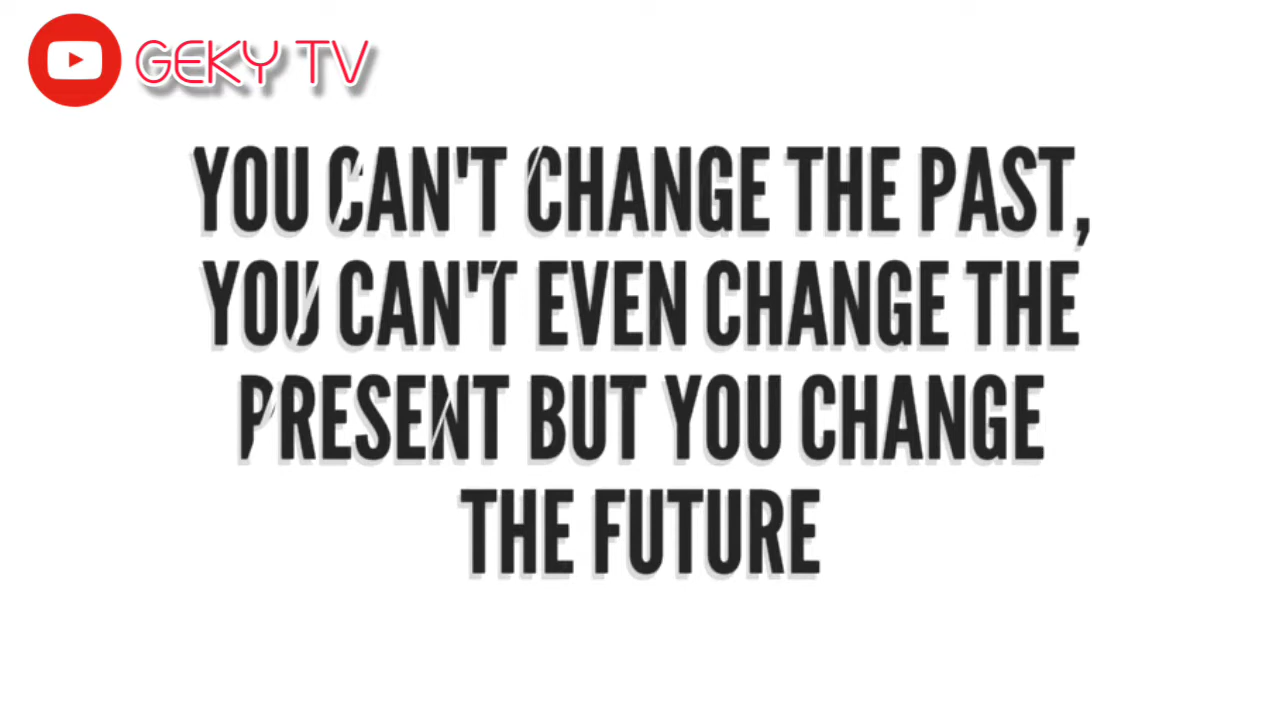 GEKY TV
YOU CAN'T CHANGE THE PAST,
YOU CAN'T EVEN CHANGE THE
PRESENT BUT YOU CHANGE
THE FUTURE